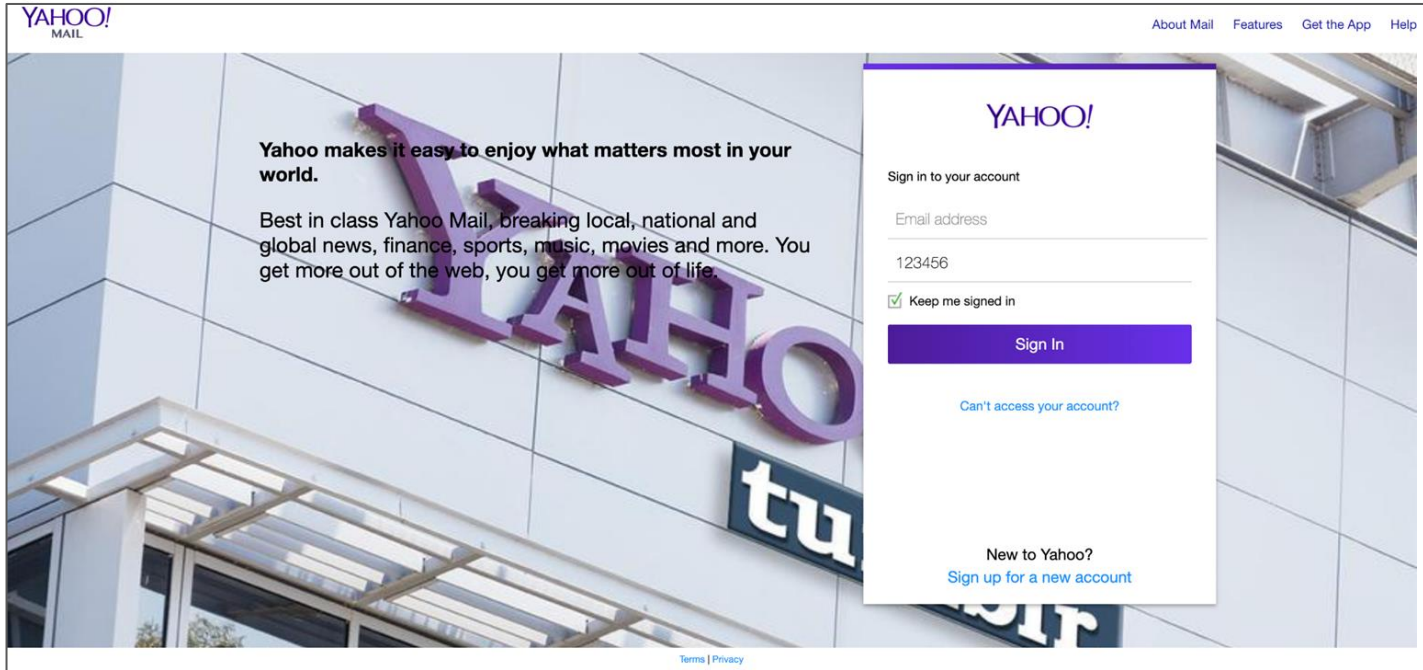 YAHOO!
MAIL
About Mail Features Get the App Help
Yahoo makes it easy to enjoy what matters most in your
world.
Best in class Yahoo Mail, breaking local, national and
global news, finance, sports, music, movies and more. You
get more out of the web, you get more out of life.
YAHOO
tu
blr
YAHOO!
Sign in to your account
Email address
123456
Keep me signed in
Sign In
Can't access your account?
New to Yahoo?
Sign up for a new account
Terms | Privacy